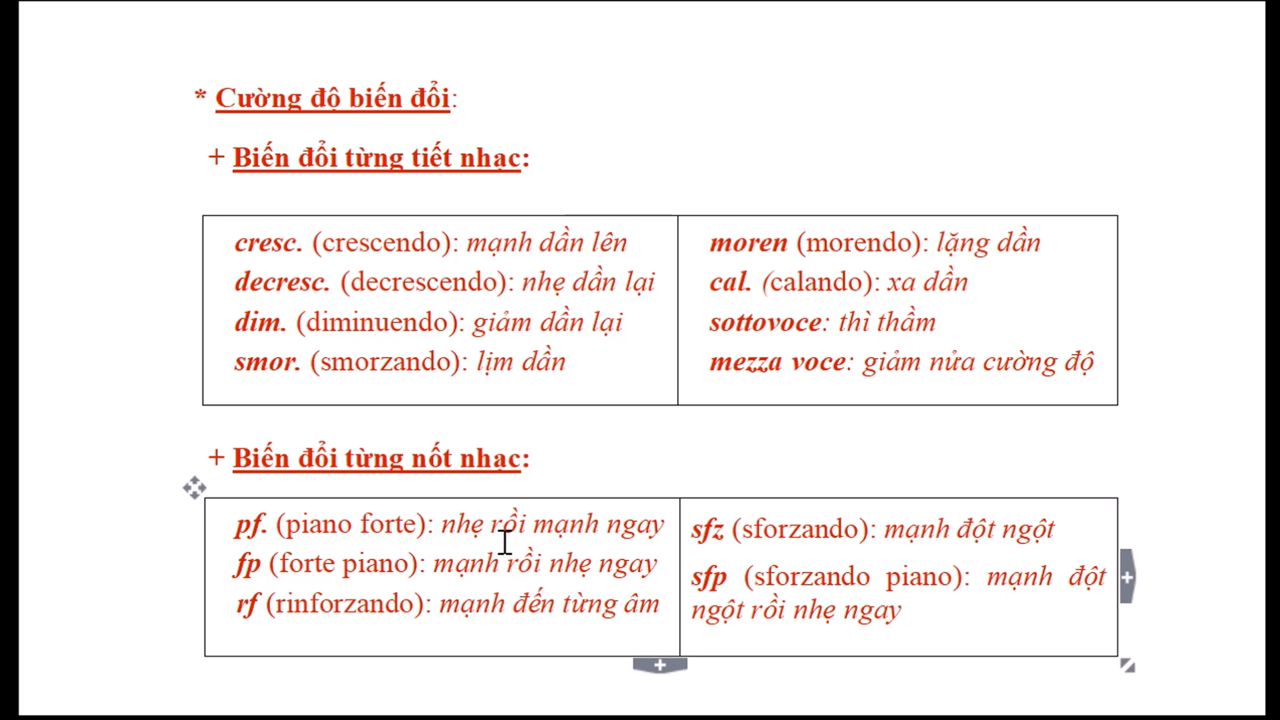 * Cường độ biến đổi:
+ Biến đổi từng tiết nhạc:
cresc. (crescendo): mạnh dần lên
decresc. (decrescendo): nhẹ dần lại
dim. (diminuendo): giảm dần lại
smor. (smorzando): lịm dần
moren (morendo): lặng dần
cal. (calando): xa dần
sottovoce: thì thầm
mezza voce: giảm nửa cường độ
+ Biến đổi từng nốt nhạc:
pf. (piano forte): nhẹ rồi mạnh ngay
fp (forte piano): mạnh rồi nhẹ ngay
rf (rinforzando): mạnh đến từng âm
sfz (sforzando): mạnh đột ngột
sfp (sforzando piano): mạnh đột
ngột rồi nhẹ ngay